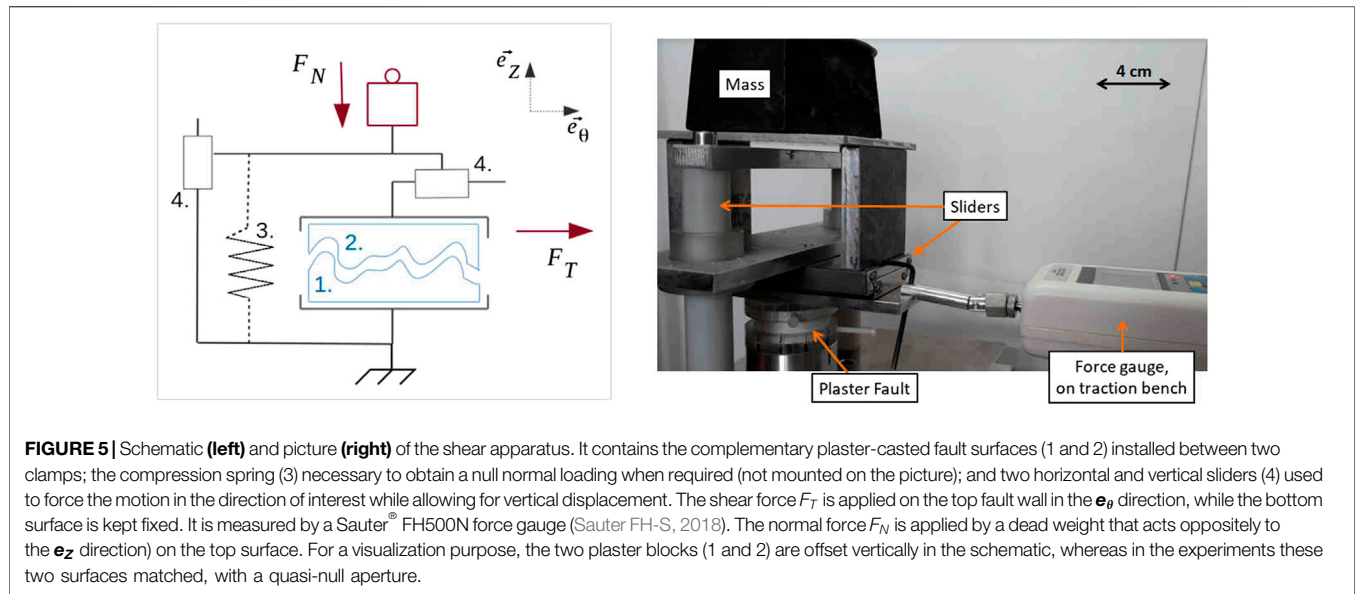 F_N
e⃗_Z
e⃗_θ
4.
4.
3.
2.
1.
F_T
Mass
4 cm
Sliders
Plaster Fault
Force gauge,
on traction bench
FIGURE 5 | Schematic (left) and picture (right) of the shear apparatus. It contains the complementary plaster-casted fault surfaces (1 and 2) installed between two
clamps; the compression spring (3) necessary to obtain a null normal loading when required (not mounted on the picture); and two horizontal and vertical sliders (4) used
to force the motion in the direction of interest while allowing for vertical displacement. The shear force F_T is applied on the top fault wall in the e_θ direction, while the bottom
surface is kept fixed. It is measured by a Sauter® FH500N force gauge (Sauter FH-S, 2018). The normal force F_N is applied by a dead weight that acts oppositely to
the e_Z direction) on the top surface. For a visualization purpose, the two plaster blocks (1 and 2) are offset vertically in the schematic, whereas in the experiments these
two surfaces matched, with a quasi-null aperture.